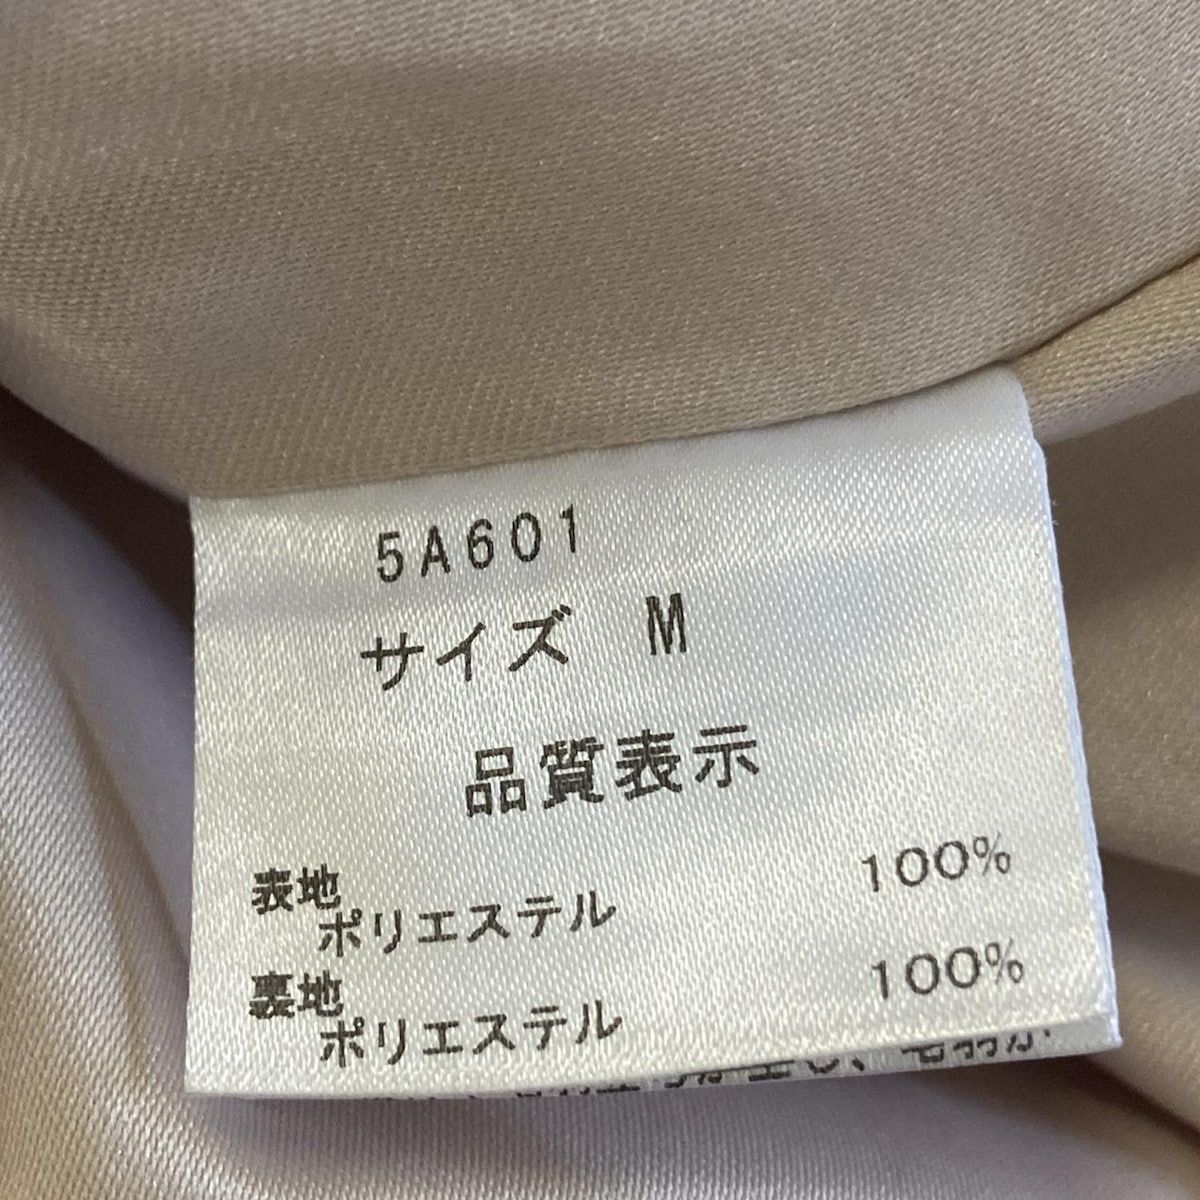 5A601
サイズ M
品質表示
表地
ポリエステル 100%
裏地
ポリエステル 100%